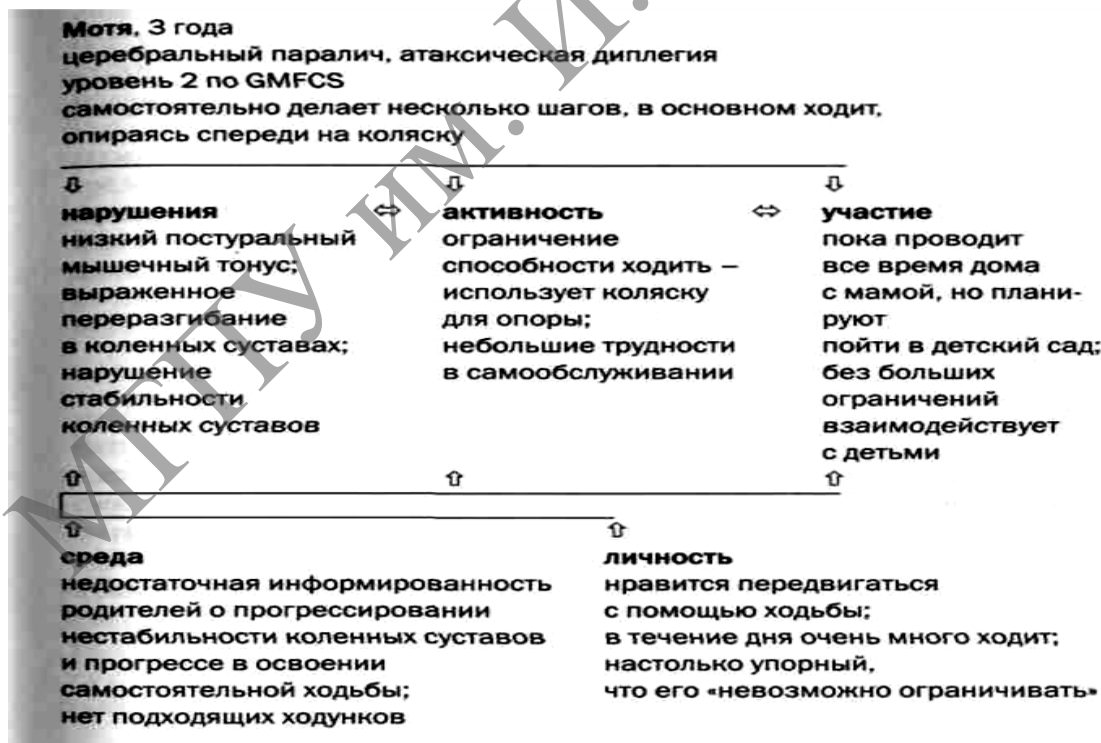 Мотя, 3 года
церебральный паралич, атаксическая диплегия
уровень 2 по GMFCS
самостоятельно делает несколько шагов, в основном ходит,
опираясь спереди на коляску
нарушения ⇔ активность ⇔ участие
низкий постуральный
мышечный тонус;
выраженное
переразгибание
в коленных суставах;
нарушение
стабильности
коленных суставов
ограничение
способности ходить –
использует коляску
для опоры;
небольшие трудности
в самообслуживании
пока проводит
все время дома
с мамой, но плани-
руют
пойти в детский сад;
без больших
ограничений
взаимодействует
с детьми
среда
недостаточная информированность
родителей о прогрессировании
нестабильности коленных суставов
и прогрессе в освоении
самостоятельной ходьбы;
нет подходящих ходунков
личность
нравится передвигаться
с помощью ходьбы;
в течение дня очень много ходит;
настолько упорный,
что его «невозможно ограничивать»
МГПУ им. И.